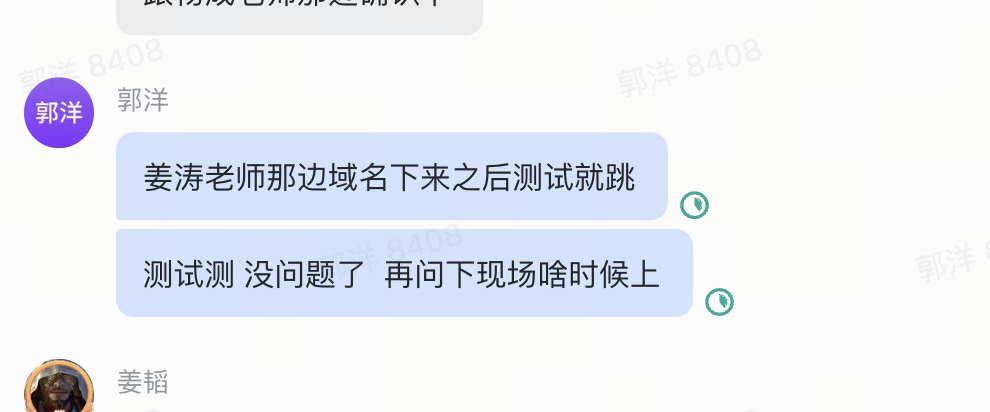 郭洋 8408
郭洋 8408
郭洋
郭洋
姜涛老师那边域名下来之后测试就跳
郭洋 8408
测试测 没问题了 再问下现场啥时候上
郭洋 8
姜韬